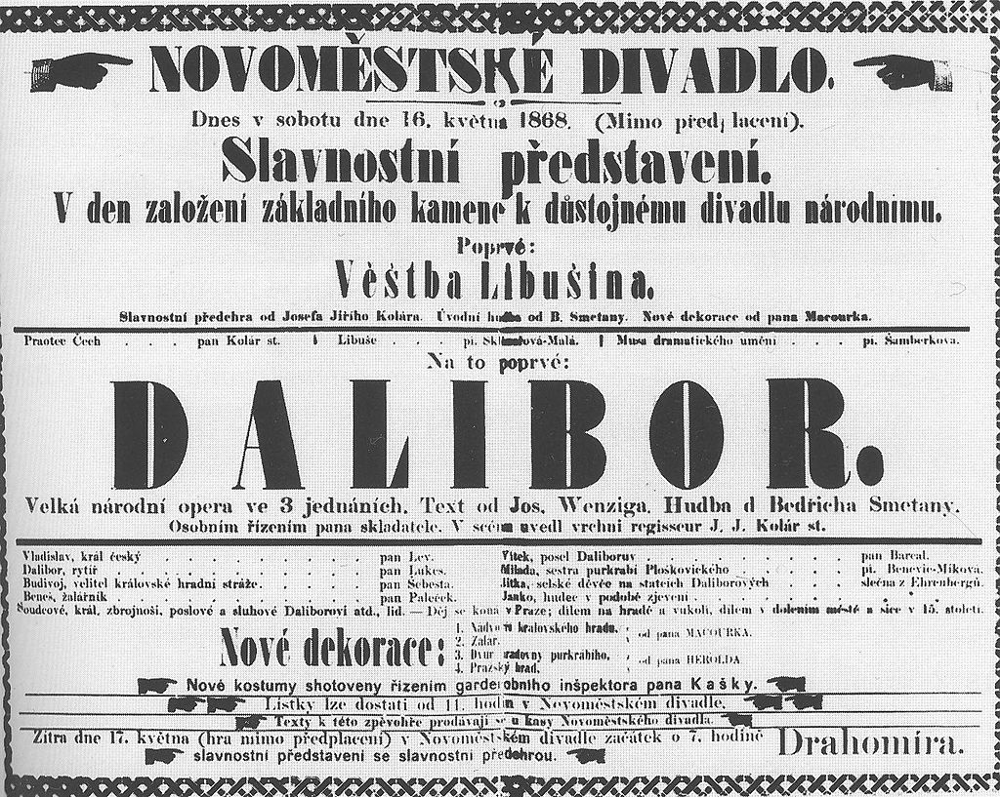 NOVOMĚSTSKÉ DIVADLO.
Dnes v sobotu dne 16. května 1868. (Mimo předplacení).
Slavnostní představení.
V den založení základního kamene k důstojnému divadlu národnímu.
Poprvé:
Věštba Libušina.
Slavnostní předehra od Josefa Jiřího Kolára. Úvodní hudba od B. Smetany. Nové dekorace od pana Macourka.
Praotec Čech . . . pan Kolár st. Libuše . . . pí. Sklenářová-Malá. Musa dramatického umění . . . pí. Šamberkova.
Na to poprvé:
DALIBOR.
Velká národní opera ve 3 jednáních. Text od Jos. Wenziga. Hudba d Bedřicha Smetany.
Osobním řízením pana skladatele. V scénu uvedl vrchní regisseur J. J. Kolár st.
Vladislav, král český . . . pan Lev. Vítek, posel Daliboruv . . . pan Barcal.
Dalibor, rytíř . . . pan Lukes. Milada, sestra purkrabí Ploškovického . . . pí. Benevic-Mikova.
Budivoj, velitel královské hradní stráže . . . pan Šebesta. Jitka, selské děvče na statcích Daliborových . . . slečna z Ehrenbergů.
Beneš, žalárník . . . pan Paleček. Janko, hudec v podobě zjevení . . .
Soudcové, král. zbrojnoši, poslové a sluhové Daliborovi atd., lid. — Děj se koná v Praze; dílem na hradě a vukolí, dílem v dolením městě a sice v 15. století.
Nové dekorace:
1. Nádvoří kralovského hradu.
2. Zalář.
od pana MACOURKA.
3. Dvur radovny purkrabího.
4. Prazský hrad.
od pana HEROLDA
Nové kostumy shotoveny řízením garderobního inšpektora pana Kašky.
Lístky lze dostati od 11. hodin v Novoměstském divadle.
Texty k této zpěvohře prodávají se u kasy Novoměstského divadla.
Zítra dne 17. května (hra mimo předplacení) v Novoměstském divadle začátek o 7. hodině
slavnostní představení se slavnostní předehrou.
Drahomíra.